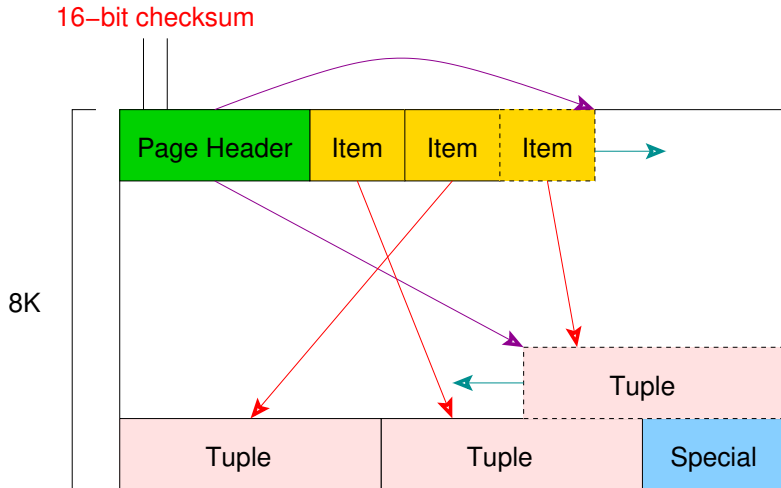 16−bit checksum
Page Header Item Item Item
8K
Tuple
Tuple Tuple Special